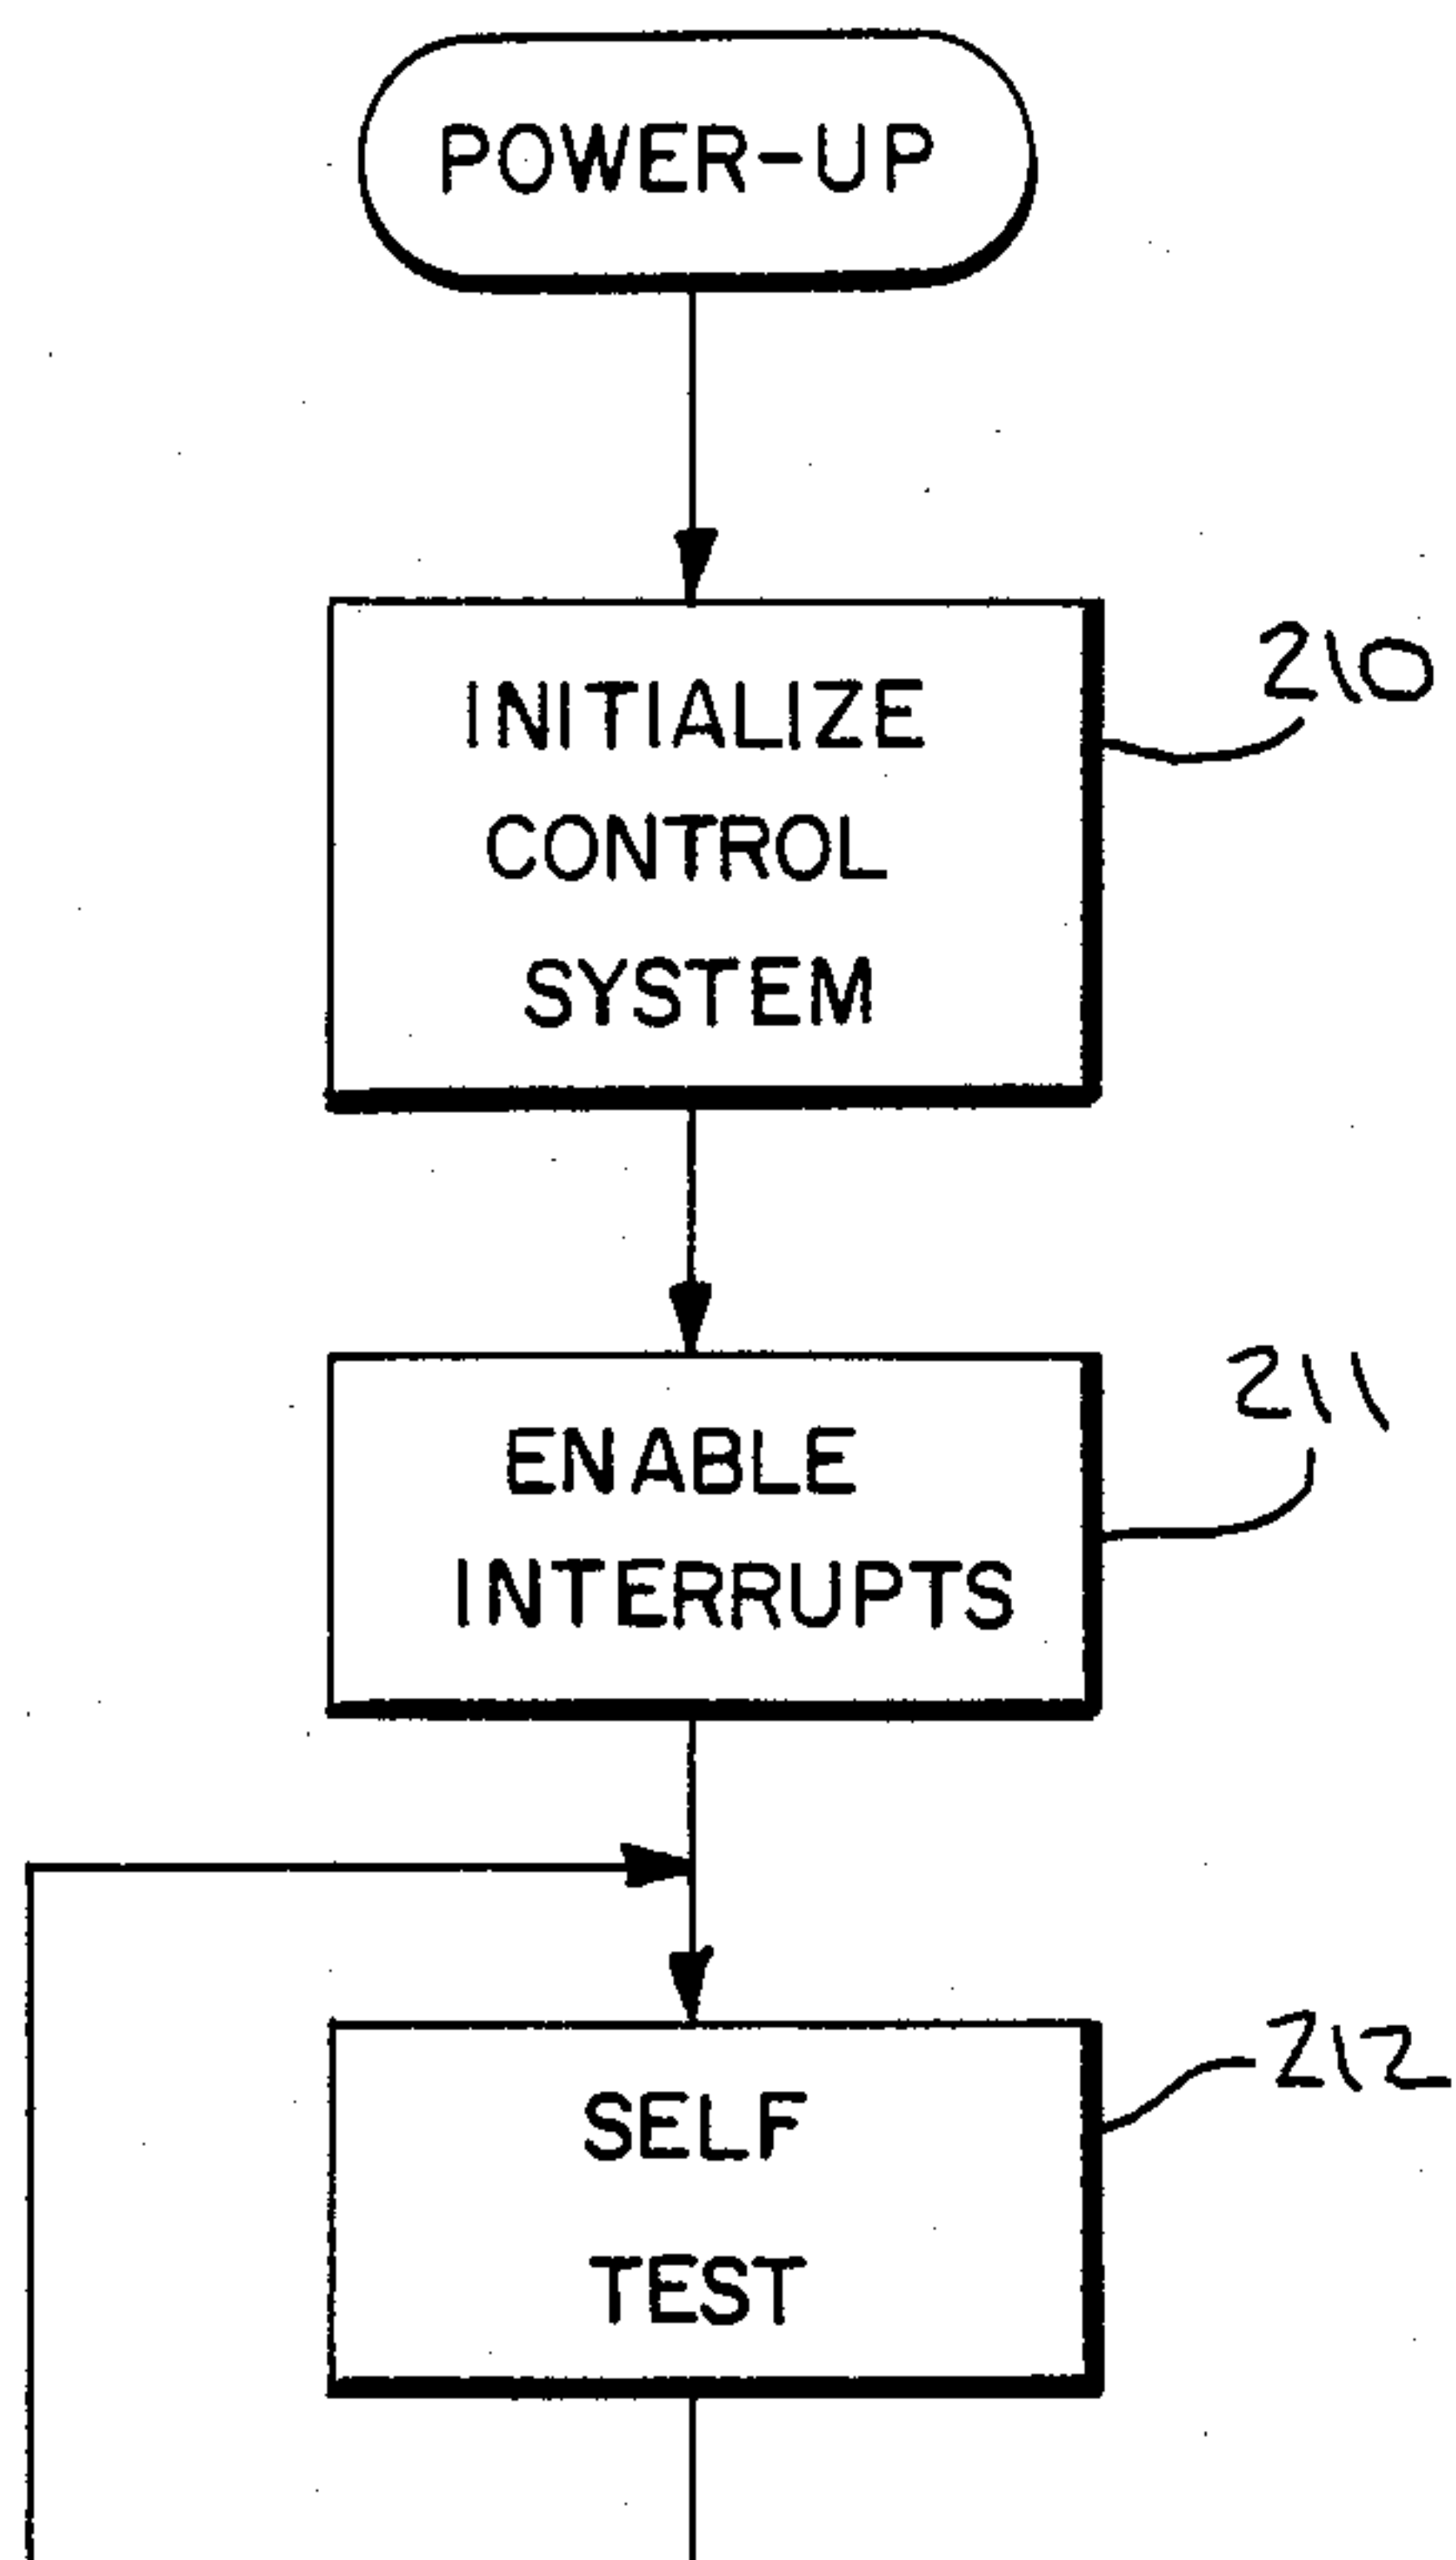 POWER-UP
INITIALIZE
CONTROL
SYSTEM
210
ENABLE
INTERRUPTS
211
SELF
TEST
212